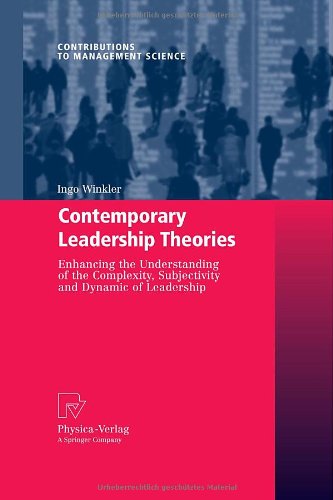 Urheberrechtlich geschütztes Material
CONTRIBUTIONS
TO MANAGEMENT SCIENCE
Ingo Winkler
Contemporary
Leadership Theories
Enhancing the Understanding
of the Complexity, Subjectivity
and Dynamic of Leadership
Physica-Verlag
A Springer Company
Urheberrechtlich geschütztes Material